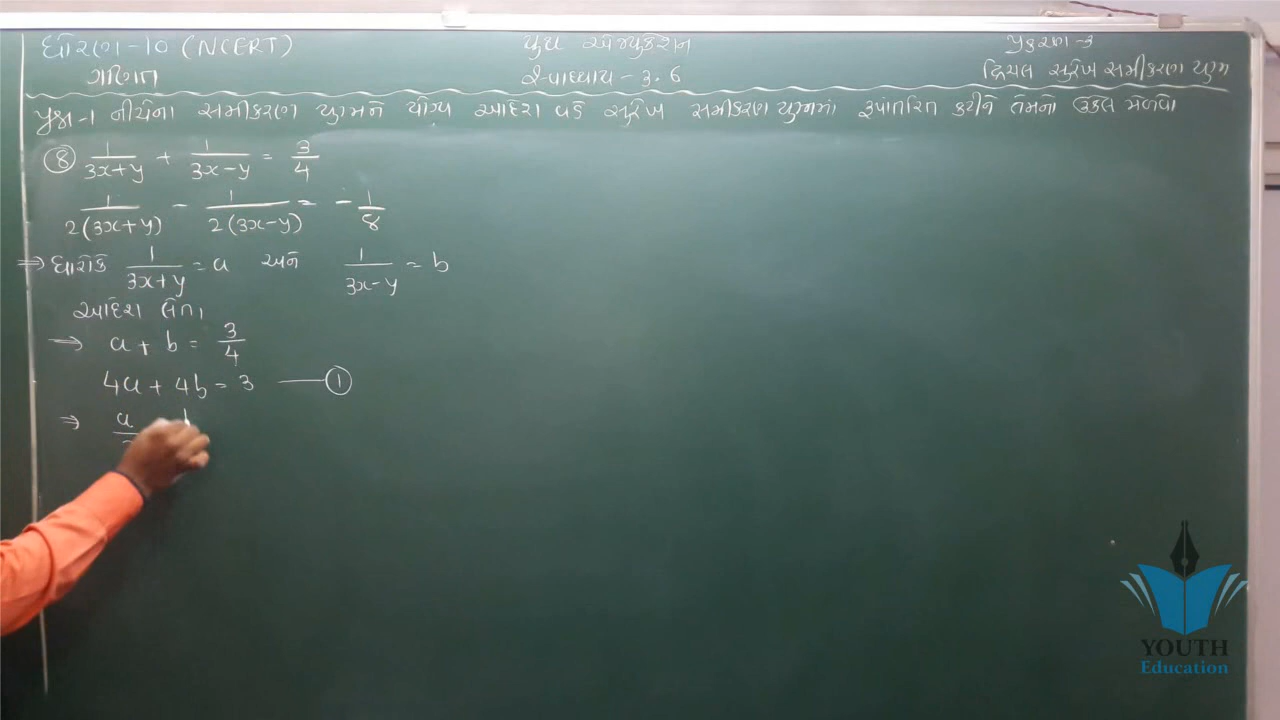 ધોરણ-10 (NCERT) યુથ એજ્યુકેશન પ્રકરણ-3
ગણિત સ્વાધ્યાય - 3.6 દ્વિચલ સુરેખ સમીકરણ યુગ્મ
પ્રશ્ન-1 નીચેના સમીકરણ યુગ્મને યોગ્ય આદેશ વડે સુરેખ સમીકરણ યુગ્મમાં રૂપાંતરિત કરીને તેમનો ઉકેલ મેળવો
⑧ 1/(3x+y) + 1/(3x-y) = 3/4
1/(2(3x+y)) - 1/(2(3x-y)) = -1/8
⇒ ધારોકે 1/(3x+y) = a અને 1/(3x-y) = b
આદેશ લેતા
⇒ a + b = 3/4
4a + 4b = 3 —— ①
⇒ a
YOUTH
Education